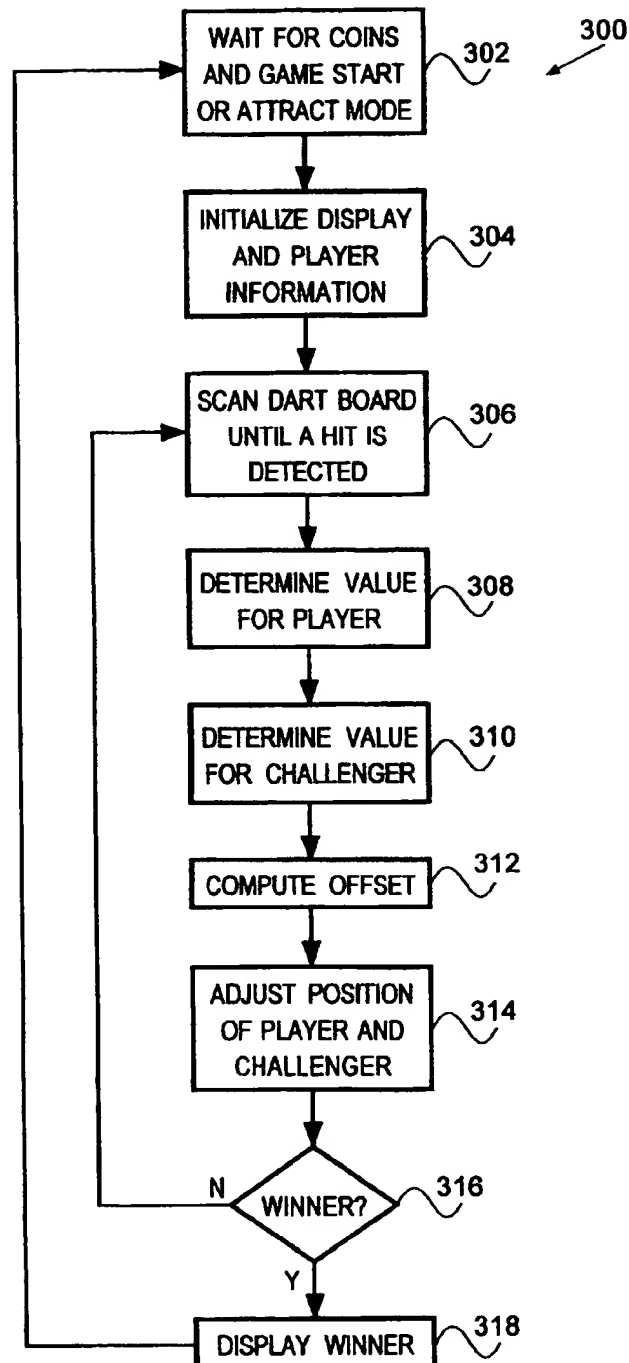 300
WAIT FOR COINS
AND GAME START
OR ATTRACT MODE
302
INITIALIZE DISPLAY
AND PLAYER
INFORMATION
304
SCAN DART BOARD
UNTIL A HIT IS
DETECTED
306
DETERMINE VALUE
FOR PLAYER
308
DETERMINE VALUE
FOR CHALLENGER
310
COMPUTE OFFSET
312
ADJUST POSITION
OF PLAYER AND
CHALLENGER
314
N
WINNER?
316
Y
DISPLAY WINNER
318